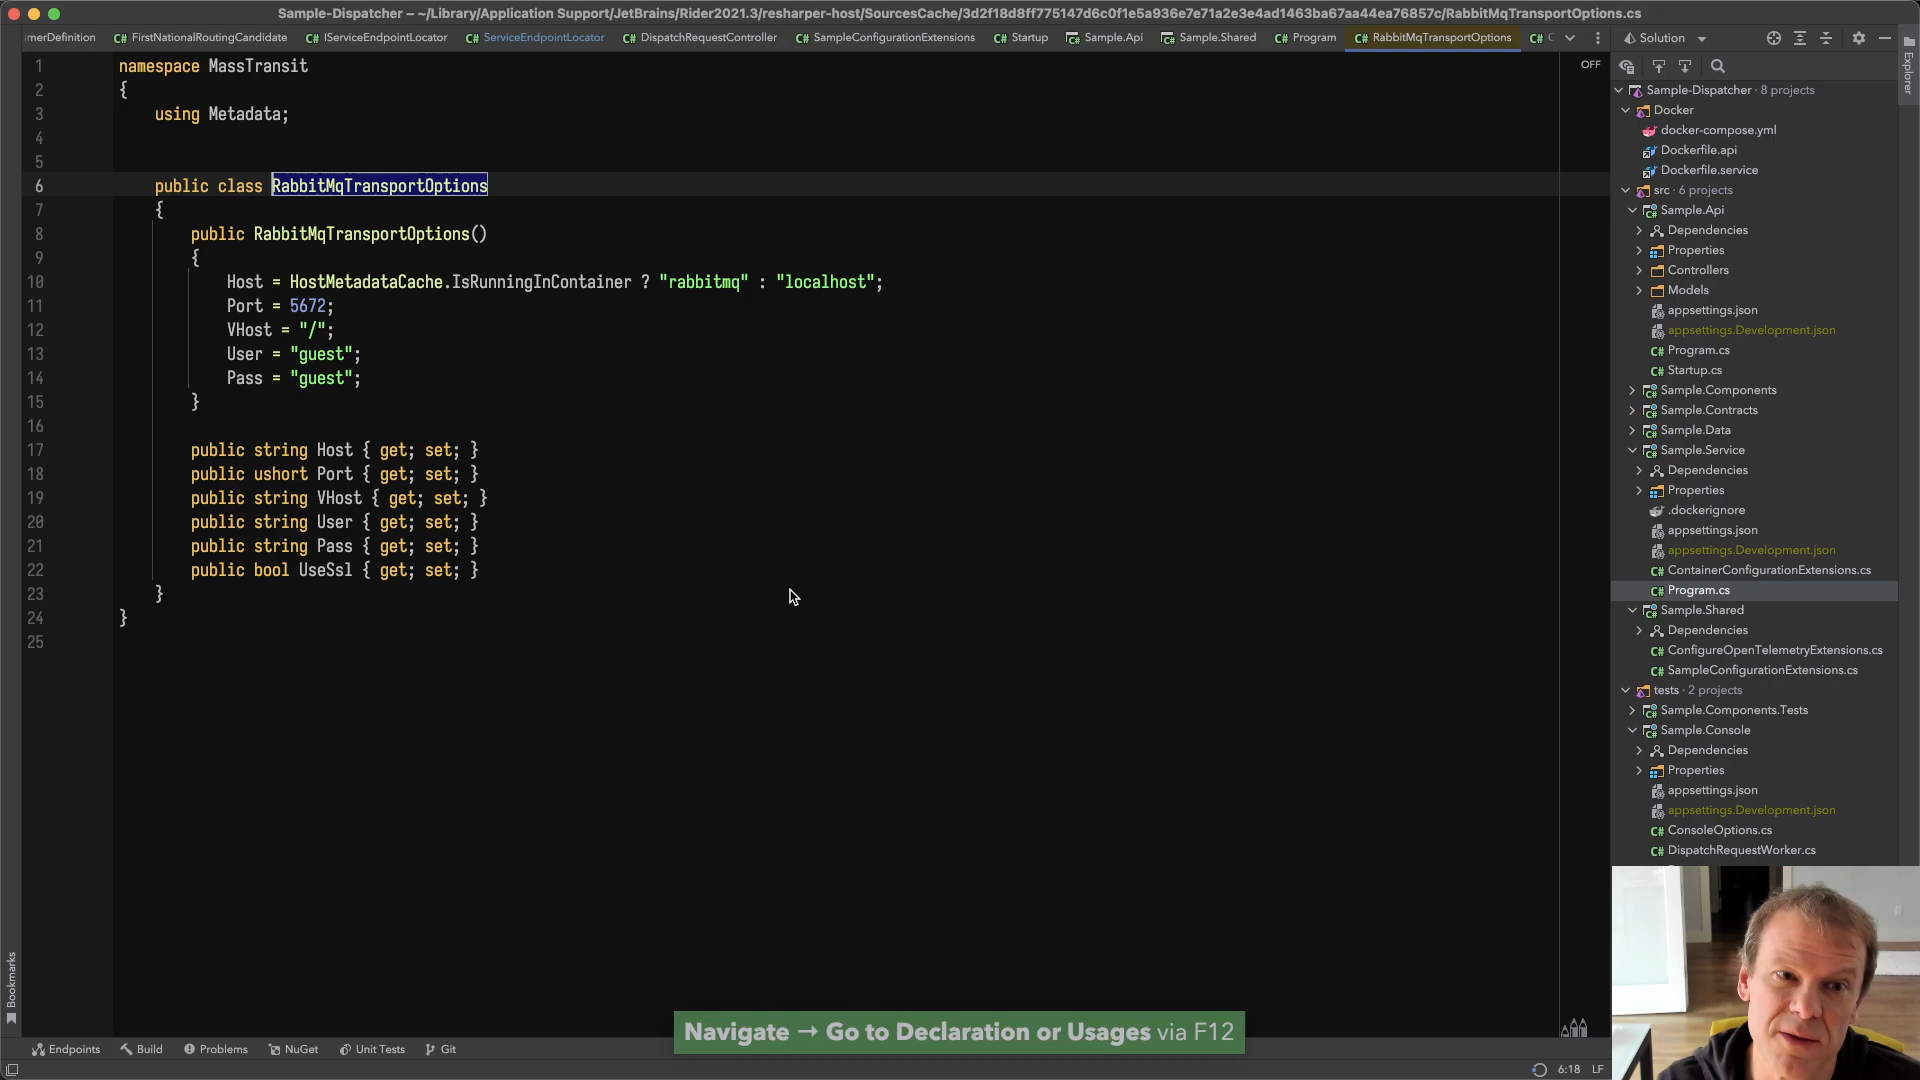 Sample-Dispatcher – ~/Library/Application Support/JetBrains/Rider2021.3/resharper-host/SourcesCache/3d2f18d8ff775147d6c0f1e5a936e7e71a2e3e4ad1463ba67aa44ea76857c/RabbitMqTransportOptions.cs
merDefinition
C# FirstNationalRoutingCandidate
C# IServiceEndpointLocator
C# ServiceEndpointLocator
C# DispatchRequestController
C# SampleConfigurationExtensions
C# Startup
C# Sample.Api
C# Sample.Shared
C# Program
C# RabbitMqTransportOptions
C#
OFF
1 namespace MassTransit
2 {
3 using Metadata;
4
5
6 public class RabbitMqTransportOptions
7 {
8 public RabbitMqTransportOptions()
9 {
10 Host = HostMetadataCache.IsRunningInContainer ? "rabbitmq" : "localhost";
11 Port = 5672;
12 VHost = "/";
13 User = "guest";
14 Pass = "guest";
15 }
16
17 public string Host { get; set; }
18 public ushort Port { get; set; }
19 public string VHost { get; set; }
20 public string User { get; set; }
21 public string Pass { get; set; }
22 public bool UseSsl { get; set; }
23 }
24 }
25
Solution
Explorer
Sample-Dispatcher · 8 projects
Docker
docker-compose.yml
Dockerfile.api
Dockerfile.service
src · 6 projects
Sample.Api
Dependencies
Properties
Controllers
Models
appsettings.json
appsettings.Development.json
C# Program.cs
C# Startup.cs
Sample.Components
Sample.Contracts
Sample.Data
Sample.Service
Dependencies
Properties
.dockerignore
appsettings.json
appsettings.Development.json
C# ContainerConfigurationExtensions.cs
C# Program.cs
Sample.Shared
Dependencies
C# ConfigureOpenTelemetryExtensions.cs
C# SampleConfigurationExtensions.cs
tests · 2 projects
Sample.Components.Tests
Sample.Console
Dependencies
Properties
appsettings.json
appsettings.Development.json
C# ConsoleOptions.cs
C# DispatchRequestWorker.cs
Bookmarks
Navigate → Go to Declaration or Usages via F12
Endpoints
Build
Problems
NuGet
Unit Tests
Git
6:18 LF